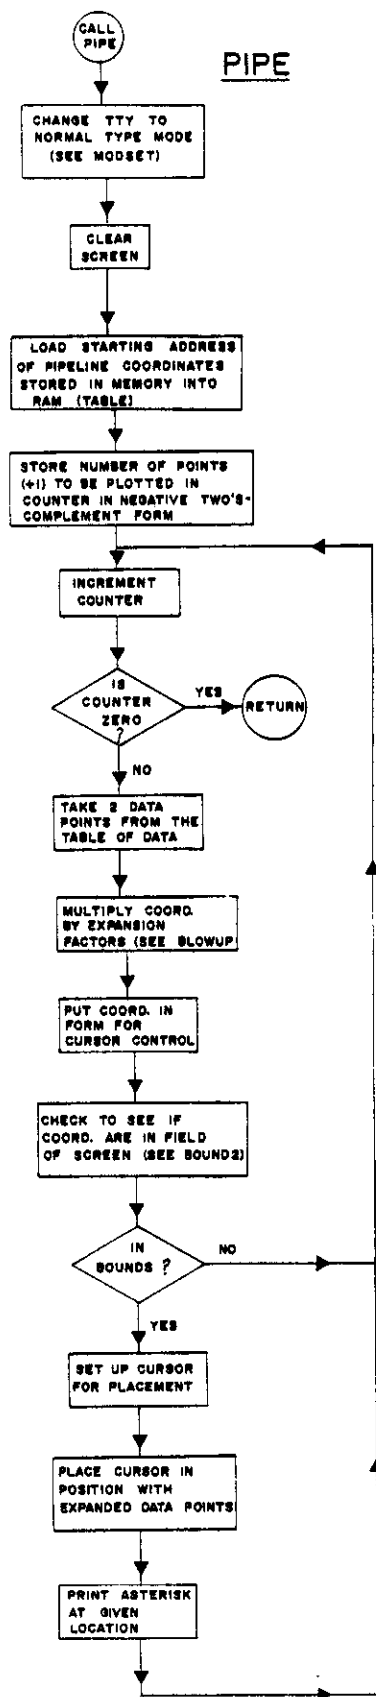 CALL
PIPE
PIPE
CHANGE TTY TO
NORMAL TYPE MODE
(SEE MODSET)
CLEAR
SCREEN
LOAD STARTING ADDRESS
OF PIPELINE COORDINATES
STORED IN MEMORY INTO
RAM (TABLE)
STORE NUMBER OF POINTS
(+1) TO BE PLOTTED IN
COUNTER IN NEGATIVE TWO'S-
COMPLEMENT FORM
INCREMENT
COUNTER
IS
COUNTER
ZERO
?
YES
RETURN
NO
TAKE 2 DATA
POINTS FROM THE
TABLE OF DATA
MULTIPLY COORD.
BY EXPANSION
FACTORS (SEE BLOWUP
PUT COORD. IN
FORM FOR
CURSOR CONTROL
CHECK TO SEE IF
COORD. ARE IN FIELD
OF SCREEN (SEE BOUND2)
IN
BOUNDS ?
NO
YES
SET UP CURSOR
FOR PLACEMENT
PLACE CURSOR IN
POSITION WITH
EXPANDED DATA POINTS
PRINT ASTERISK
AT GIVEN
LOCATION